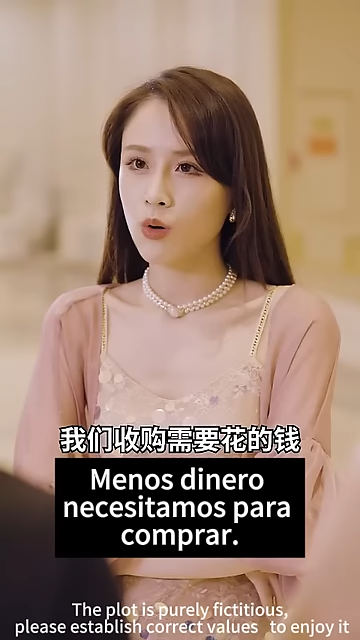 我们收购需要花的钱
Menos dinero
necesitamos para
comprar.
The plot is purely fictitious,
please establish correct values to enjoy it